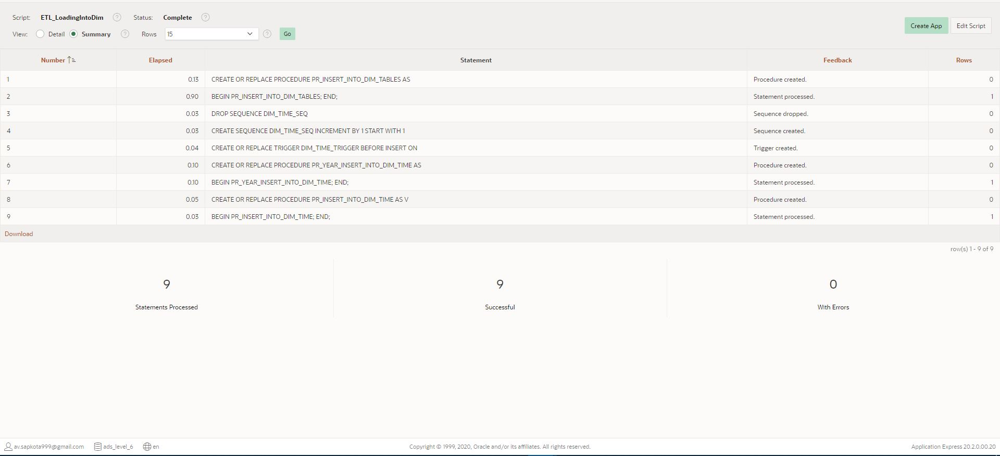 Script: ETL_LoadingIntoDim ? Status: Complete ?
View: Detail Summary ? Rows 15 ? Go
Create App Edit Script
Number Elapsed Statement Feedback Rows
1 0.13 CREATE OR REPLACE PROCEDURE PR_INSERT_INTO_DIM_TABLES AS Procedure created. 0
2 0.90 BEGIN PR_INSERT_INTO_DIM_TABLES; END; Statement processed. 1
3 0.03 DROP SEQUENCE DIM_TIME_SEQ Sequence dropped. 0
4 0.03 CREATE SEQUENCE DIM_TIME_SEQ INCREMENT BY 1 START WITH 1 Sequence created. 0
5 0.04 CREATE OR REPLACE TRIGGER DIM_TIME_TRIGGER BEFORE INSERT ON Trigger created. 0
6 0.10 CREATE OR REPLACE PROCEDURE PR_YEAR_INSERT_INTO_DIM_TIME AS Procedure created. 0
7 0.10 BEGIN PR_YEAR_INSERT_INTO_DIM_TIME; END; Statement processed. 1
8 0.05 CREATE OR REPLACE PROCEDURE PR_INSERT_INTO_DIM_TIME AS V Procedure created. 0
9 0.03 BEGIN PR_INSERT_INTO_DIM_TIME; END; Statement processed. 1
Download
row(s) 1 - 9 of 9
9 9 0
Statements Processed Successful With Errors
av.sapkota999@gmail.com ads_level_6 en Copyright © 1999, 2020, Oracle and/or its affiliates. All rights reserved. Application Express 20.2.0.00.20